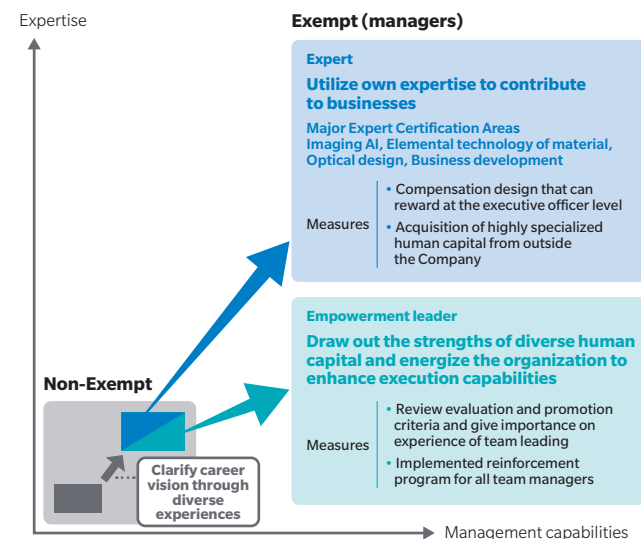 Expertise
Exempt (managers)
Expert
Utilize own expertise to contribute
to businesses
Major Expert Certification Areas
Imaging AI, Elemental technology of material,
Optical design, Business development
Measures
• Compensation design that can
reward at the executive officer level
• Acquisition of highly specialized
human capital from outside
the Company
Empowerment leader
Draw out the strengths of diverse human
capital and energize the organization to
enhance execution capabilities
Measures
• Review evaluation and promotion
criteria and give importance on
experience of team leading
• Implemented reinforcement
program for all team managers
Non-Exempt
Clarify career
vision through
diverse
experiences
Management capabilities